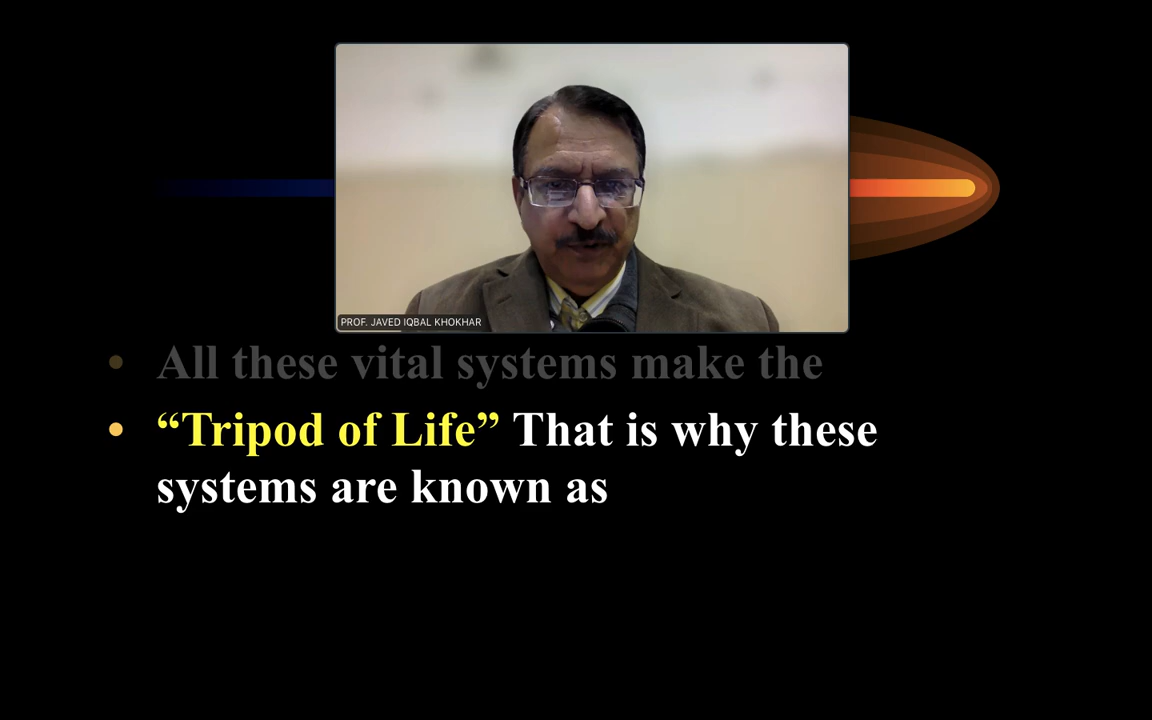 PROF. JAVED IQBAL KHOKHAR
• All these vital systems make the
• “Tripod of Life” That is why these
systems are known as